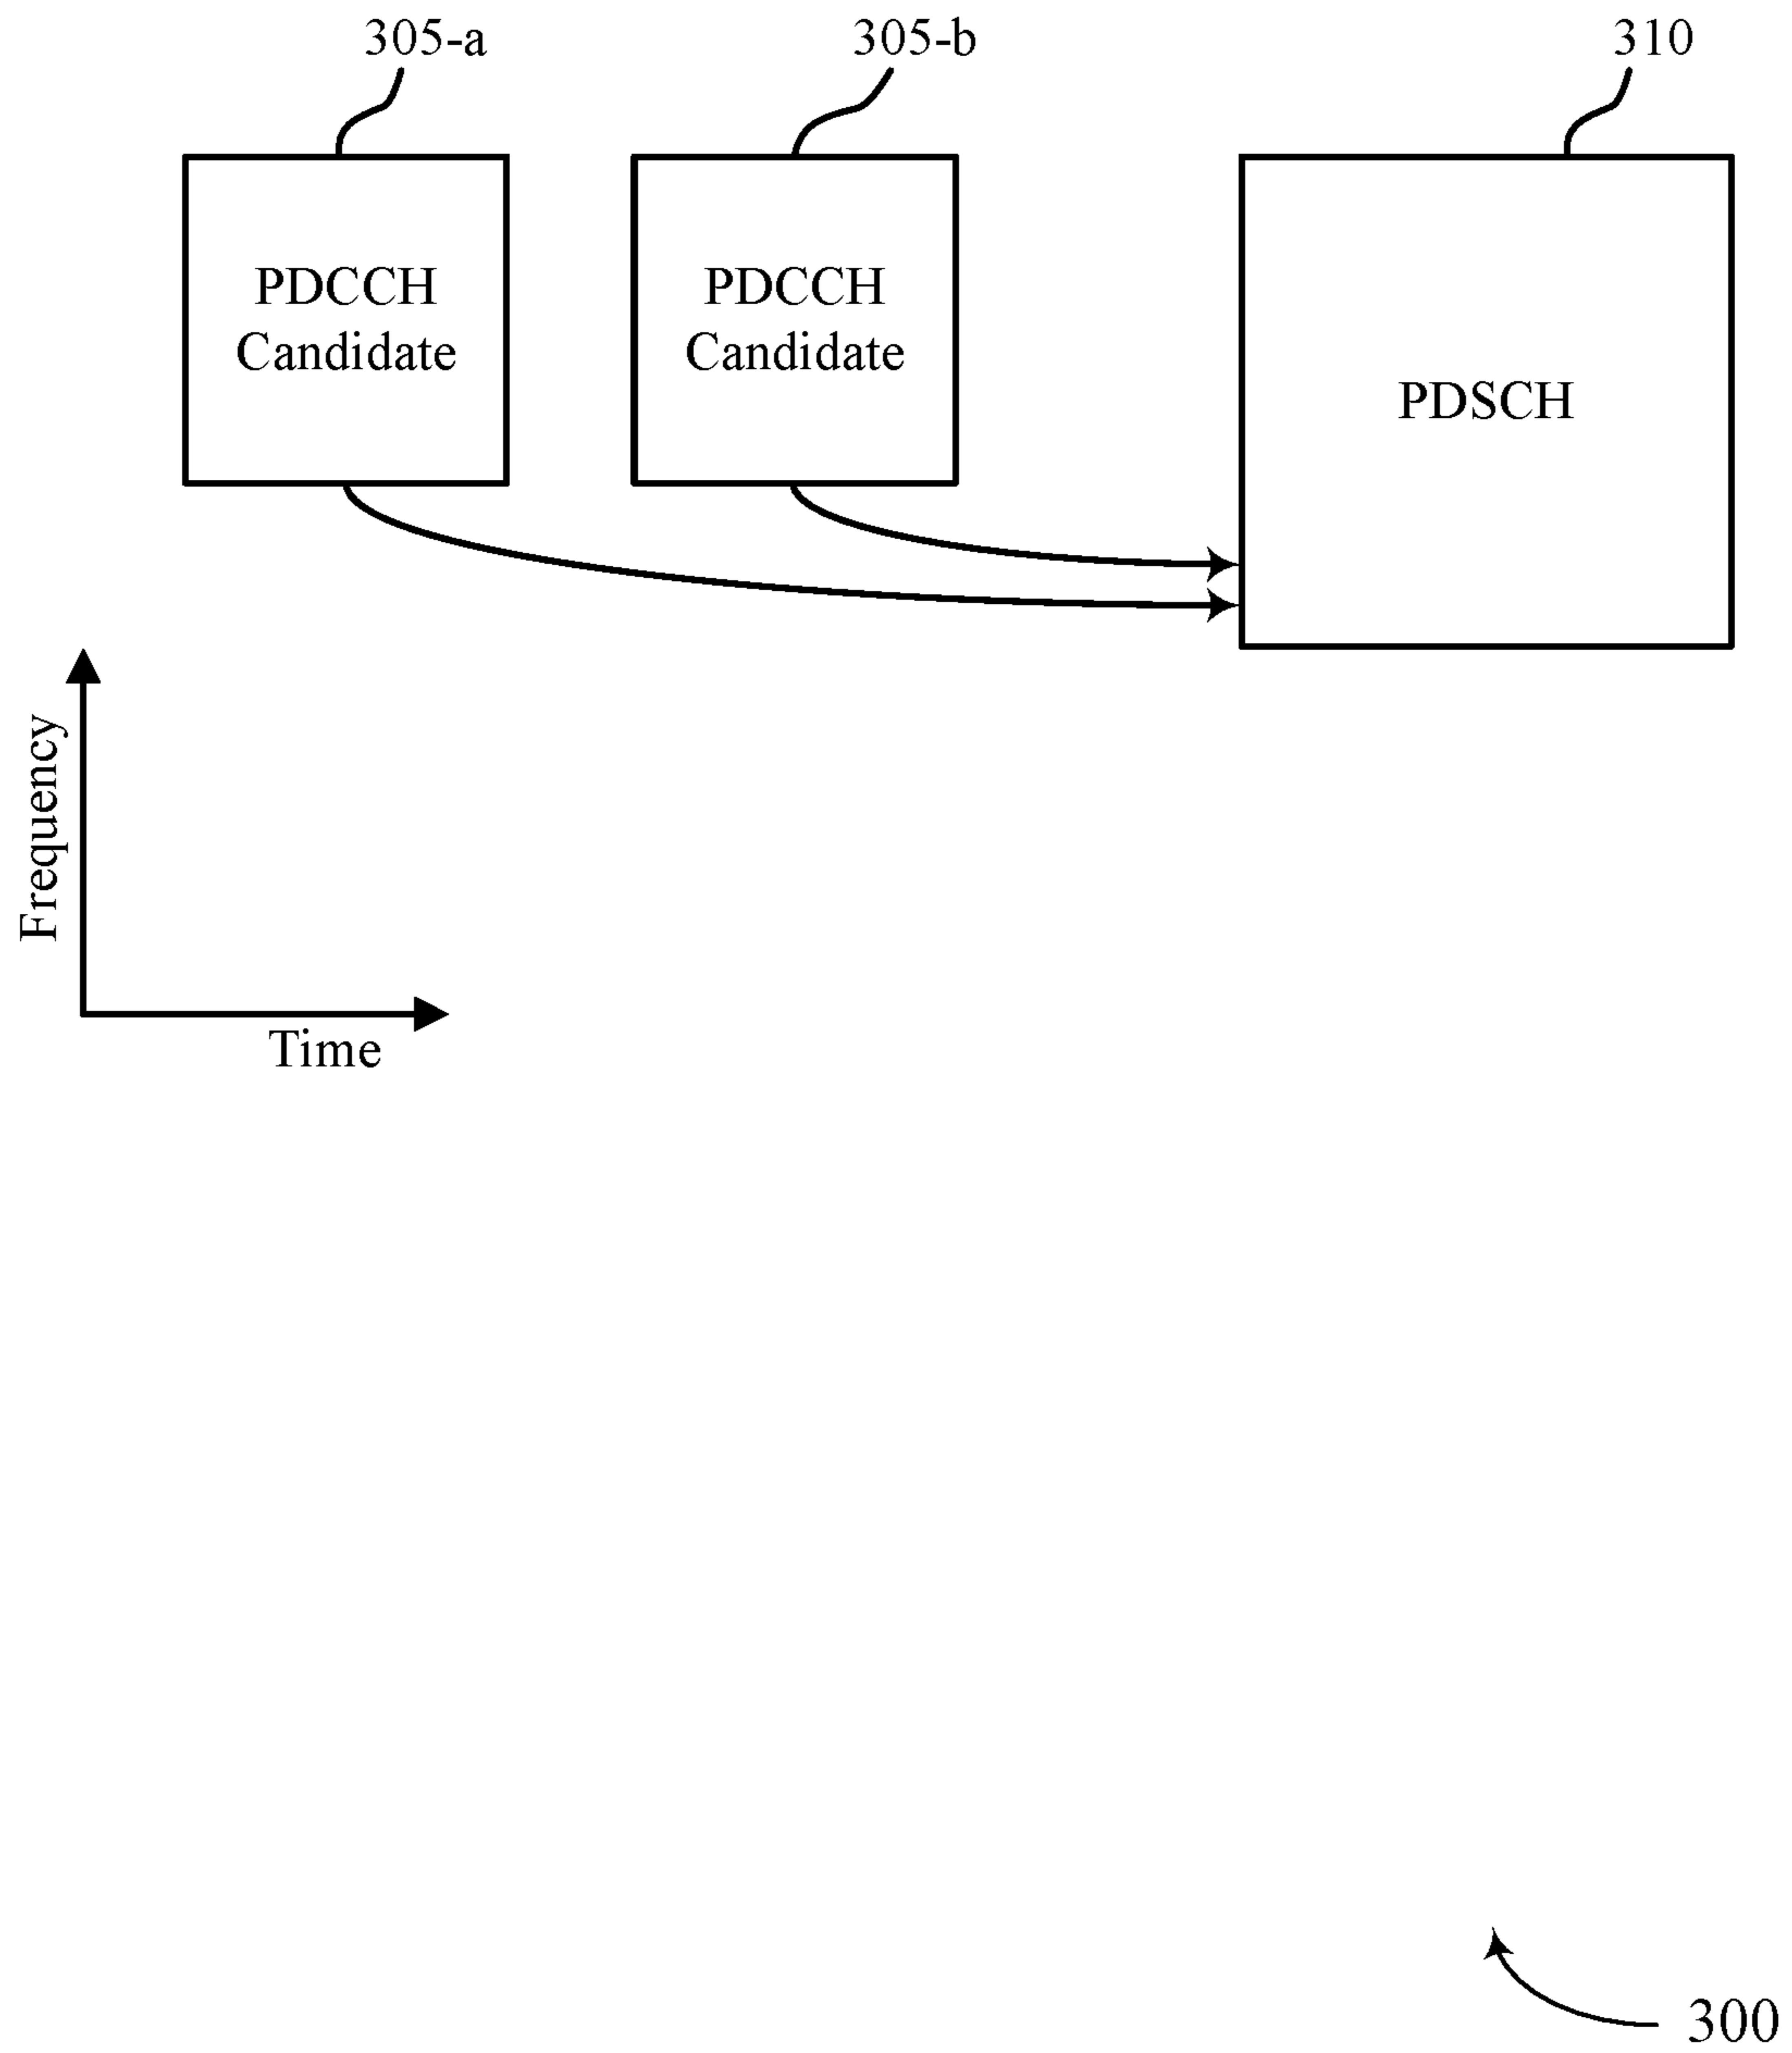 305-a
305-b
310
PDCCH
Candidate
PDCCH
Candidate
PDSCH
Frequency
Time
300